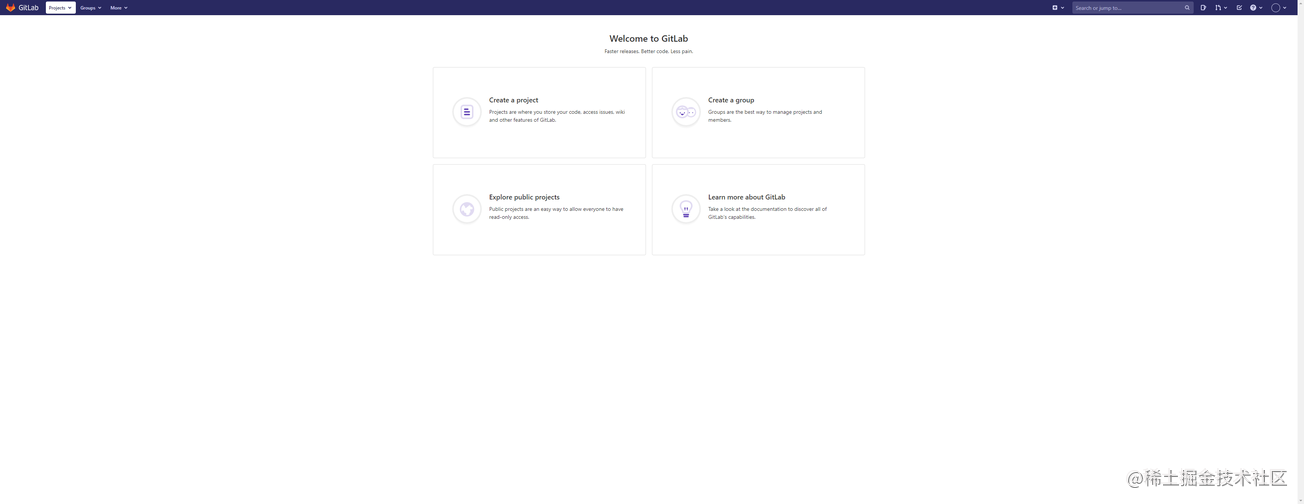 GitLab Projects Groups More Search or jump to...
Welcome to GitLab
Faster releases. Better code. Less pain.
Create a project
Projects are where you store your code, access issues, wiki
and other features of GitLab.
Create a group
Groups are the best way to manage projects and
members.
Explore public projects
Public projects are an easy way to allow everyone to have
read-only access.
Learn more about GitLab
Take a look at the documentation to discover all of
GitLab's capabilities.
@稀土掘金技术社区